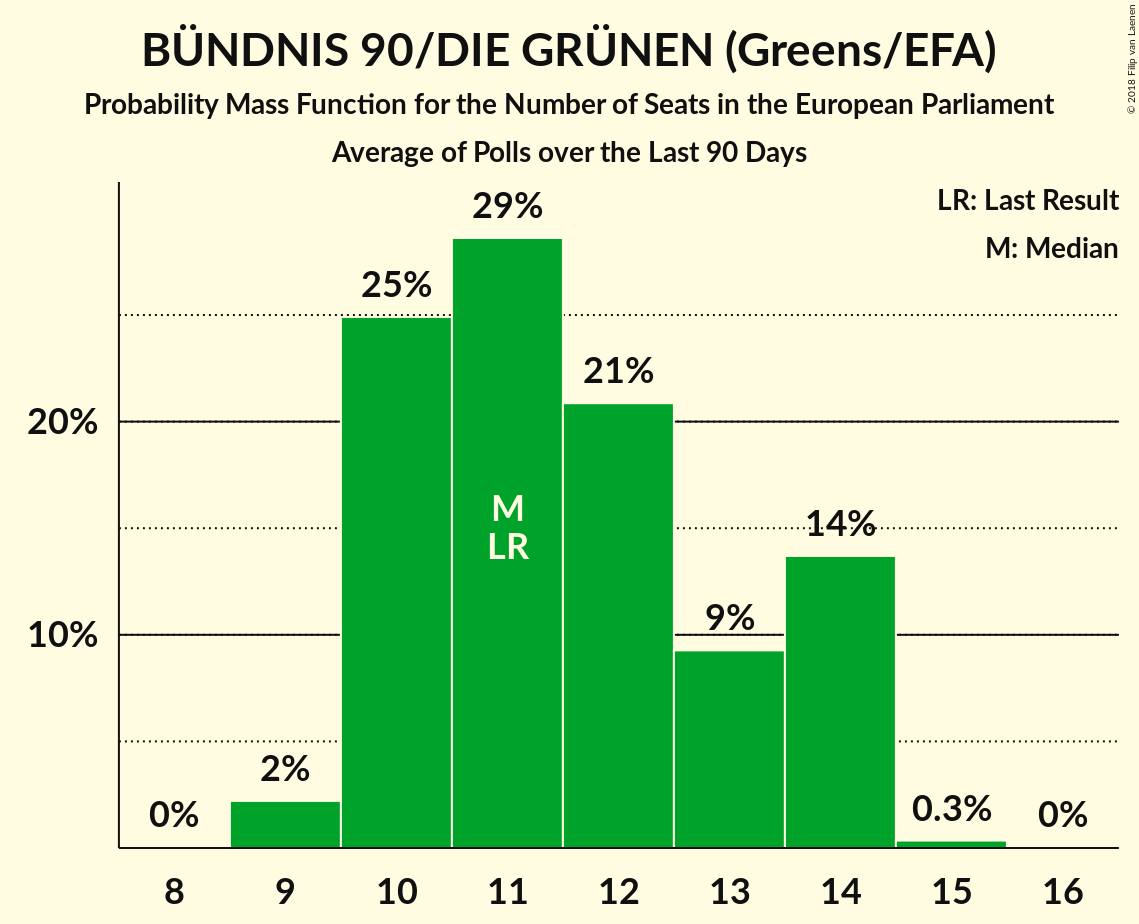 BÜNDNIS 90/DIE GRÜNEN (Greens/EFA)
Probability Mass Function for the Number of Seats in the European Parliament
Average of Polls over the Last 90 Days
© 2018 Filip van Laenen
LR: Last Result
M: Median
29%
25%
21%
20%
M
LR
14%
9%
10%
2%
0%
0.3%
0%
8 9 10 11 12 13 14 15 16